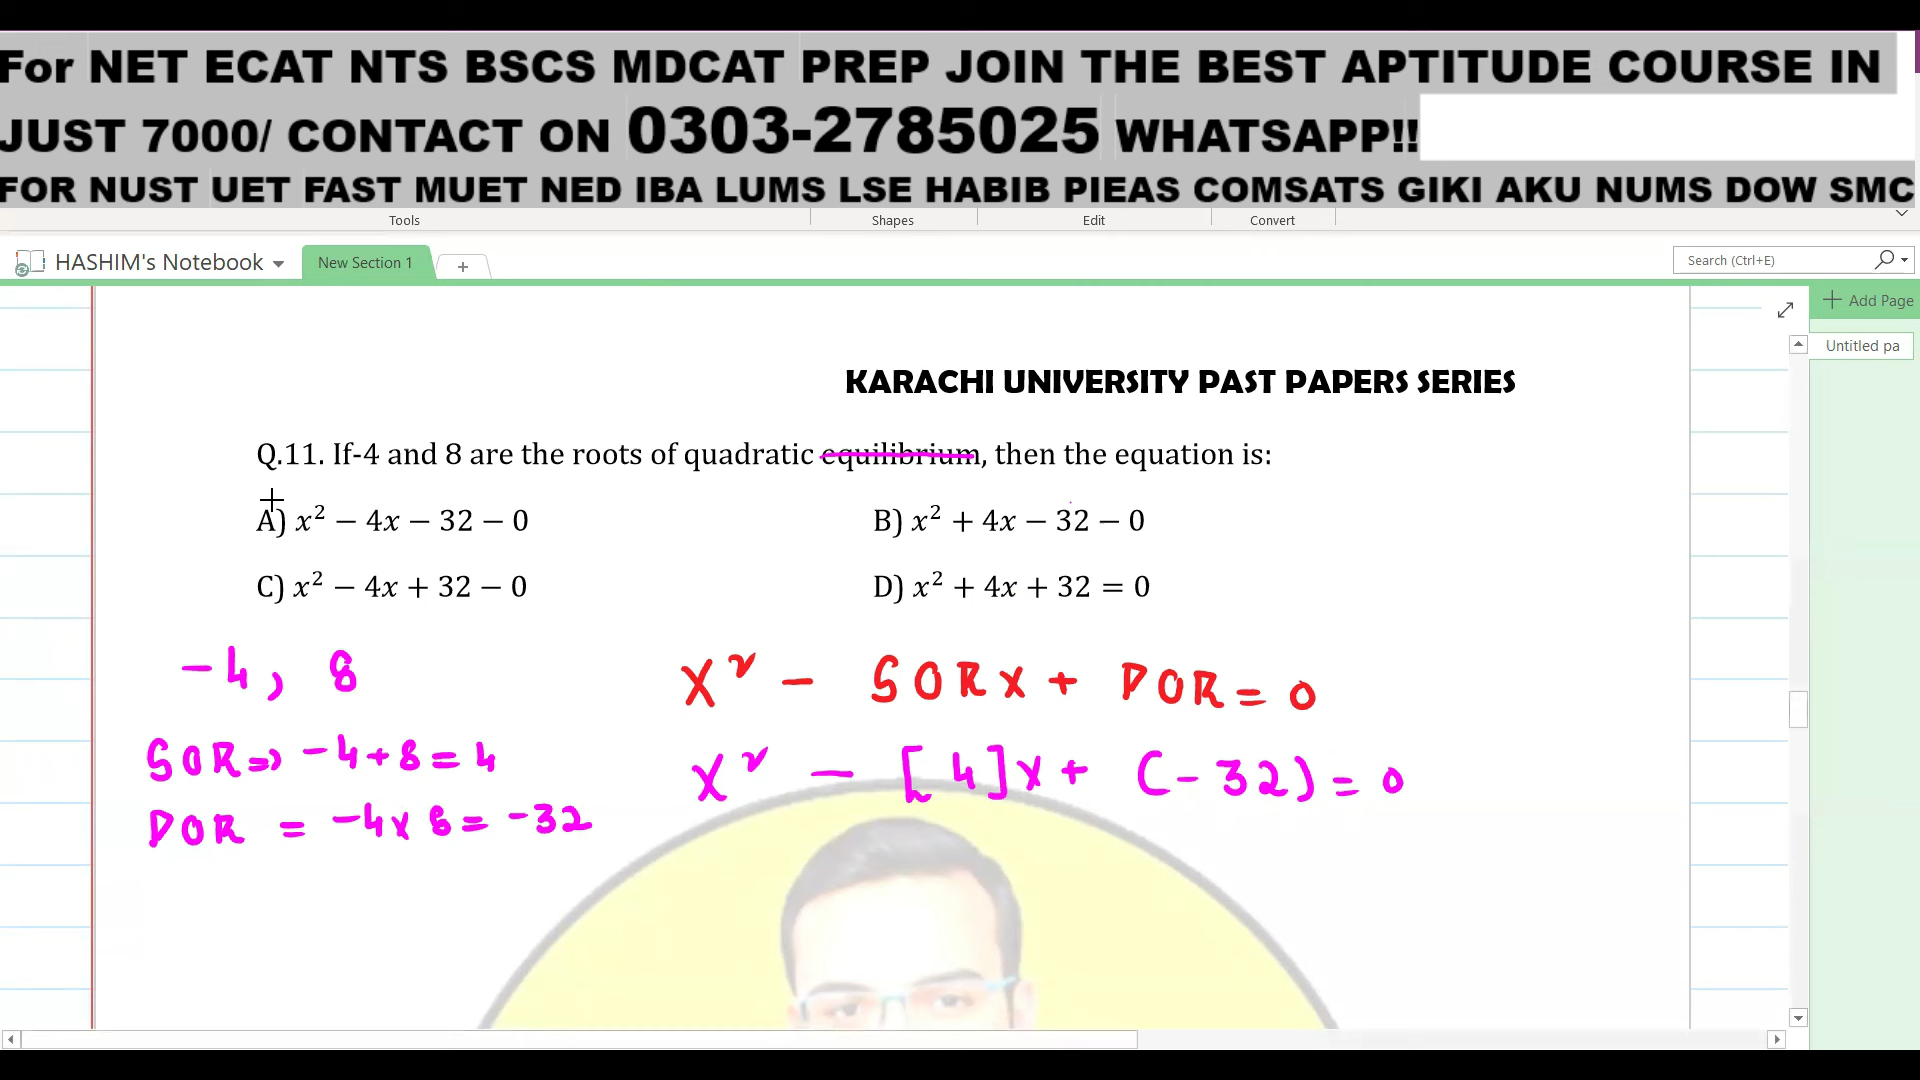 For NET ECAT NTS BSCS MDCAT PREP JOIN THE BEST APTITUDE COURSE IN
JUST 7000/ CONTACT ON 0303-2785025 WHATSAPP!!
FOR NUST UET FAST MUET NED IBA LUMS LSE HABIB PIEAS COMSATS GIKI AKU NUMS DOW SMC
Tools Shapes Edit Convert
HASHIM's Notebook New Section 1 + Search (Ctrl+E)
Add Page
Untitled pa
KARACHI UNIVERSITY PAST PAPERS SERIES
Q.11. If-4 and 8 are the roots of quadratic equilibrium, then the equation is:
A) x² − 4x − 32 − 0 B) x² + 4x − 32 − 0
C) x² − 4x + 32 − 0 D) x² + 4x + 32 = 0
-4, 8 X² - SORX + POR = 0
SOR => -4+8=4 X² - [4]X + (-32) = 0
POR = -4x8=-32